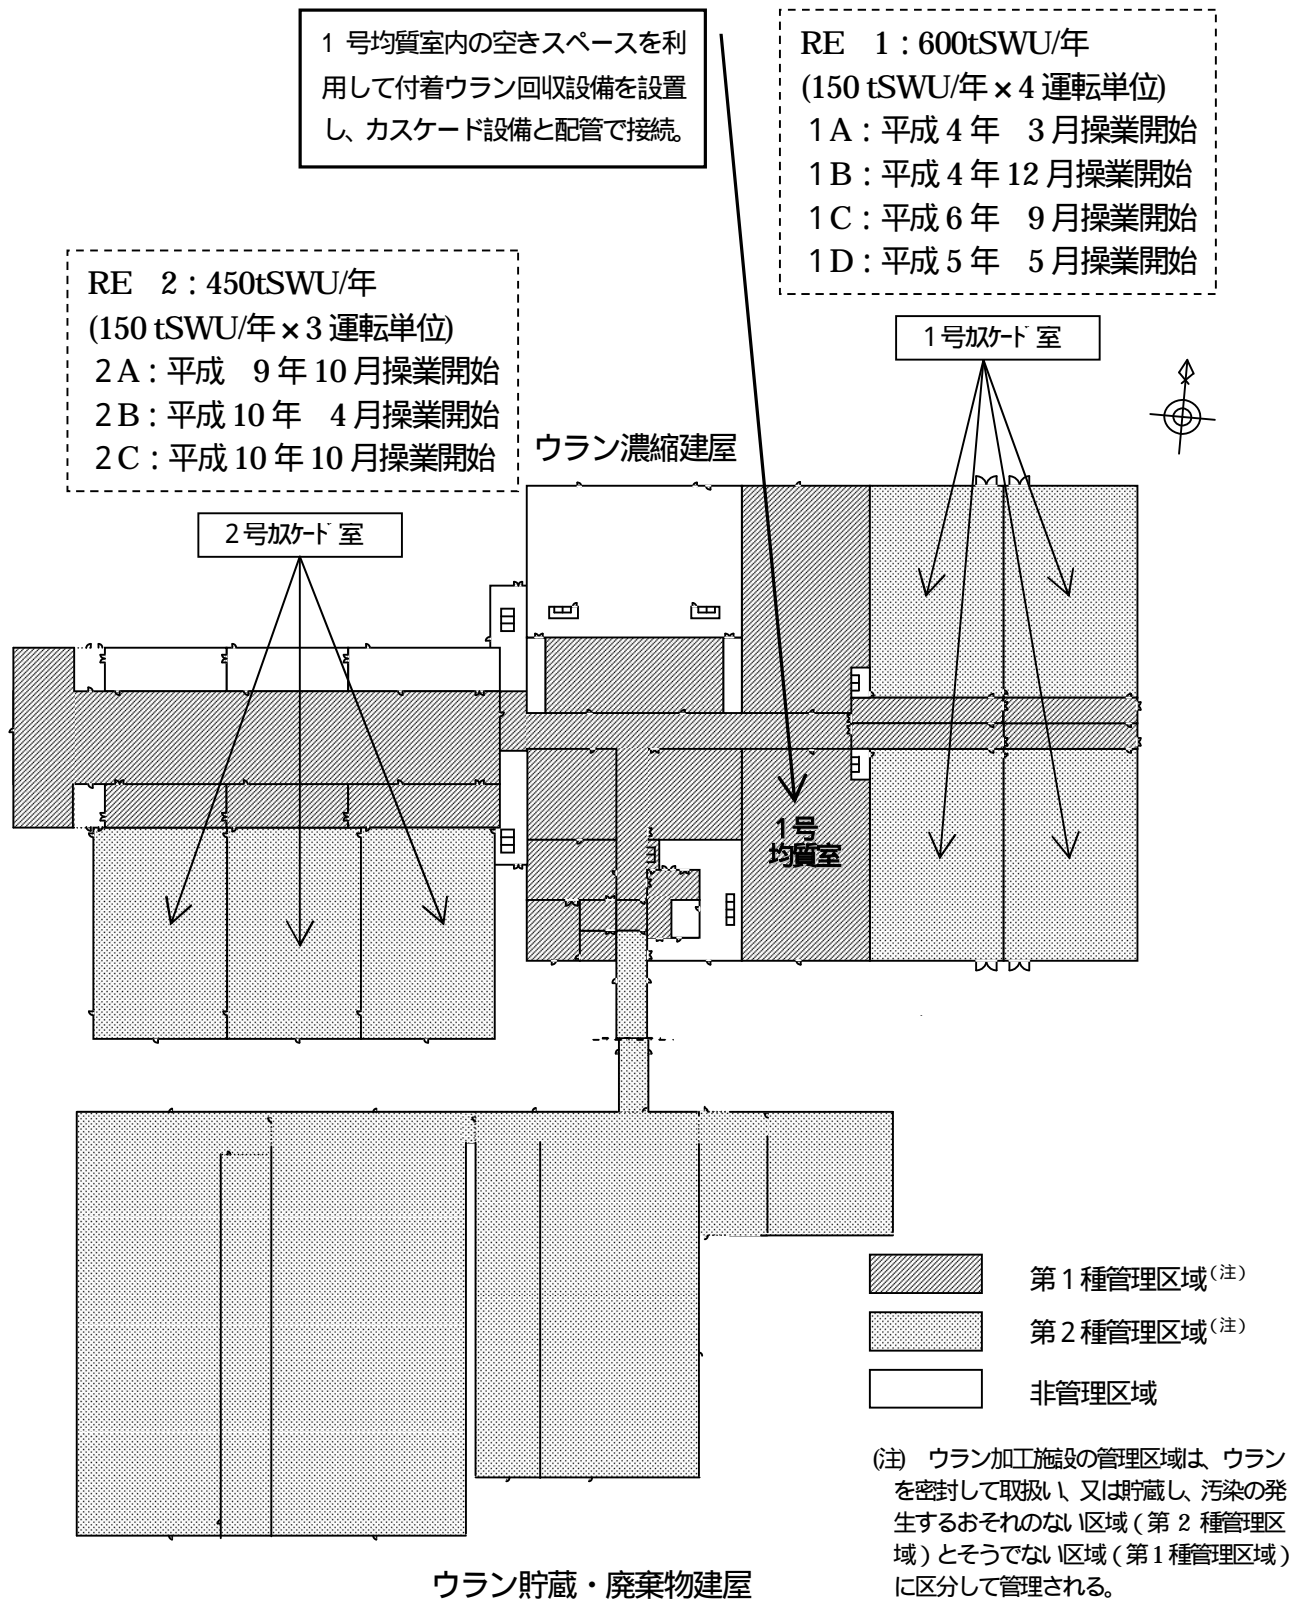 1 号均質室内の空きスペースを利
用して付着ウラン回収設備を設置
し、カスケード設備と配管で接続。
RE　1：600tSWU/年
(150 tSWU/年×4 運転単位)
1A：平成 4 年　3 月操業開始
1B：平成 4 年 12 月操業開始
1C：平成 6 年　9 月操業開始
1D：平成 5 年　5 月操業開始
RE　2：450tSWU/年
(150 tSWU/年×3 運転単位)
2A：平成　9 年 10 月操業開始
2B：平成 10 年　4 月操業開始
2C：平成 10 年 10 月操業開始
1号ｶｽｹｰﾄﾞ室
ウラン濃縮建屋
2号ｶｽｹｰﾄﾞ室
1号
均質室
第1種管理区域（注）
第2種管理区域（注）
非管理区域
(注)　ウラン加工施設の管理区域は、ウラン
を密封して取扱い、又は貯蔵し、汚染の発
生するおそれのない区域（第 2 種管理区
域）とそうでない区域（第1種管理区域）
に区分して管理される。
ウラン貯蔵・廃棄物建屋